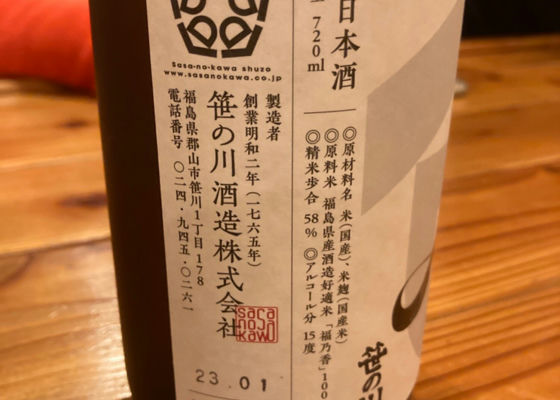 日本酒
720ml
◎原材料名 米(国産)、米麹(国産米)
◎原料米 福島県産酒造好適米「福乃香」100
◎精米歩合 58% ◎アルコール分 15度
笹の川
Sasa-no-kawa shuzo
www.sasanokawa.co.jp
製造者
創業明和二年(一七六五年)
笹の川酒造株式会社
福島県郡山市笹川1丁目178
電話番号 〇二四・九四五・〇二六一
sasa
noja
kaw
23.01